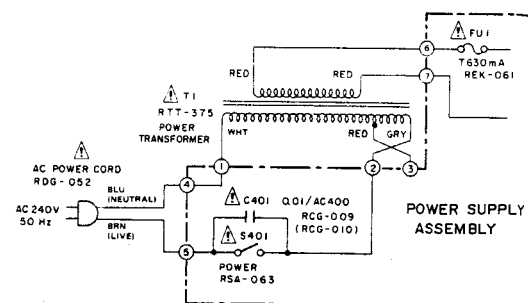 FU1
6
T630mA
REK-061
RED
RED
7
T1
RTT-375
POWER
TRANSFORMER
WHT
RED
GRY
AC POWER CORD
RDG-052
1
2
3
BLU
(NEUTRAL)
4
C401 0.01/AC400
RCG-009
(RCG-010)
AC 240V
50 Hz
BRN
(LIVE)
S401
5
POWER
RSA-063
POWER SUPPLY
ASSEMBLY